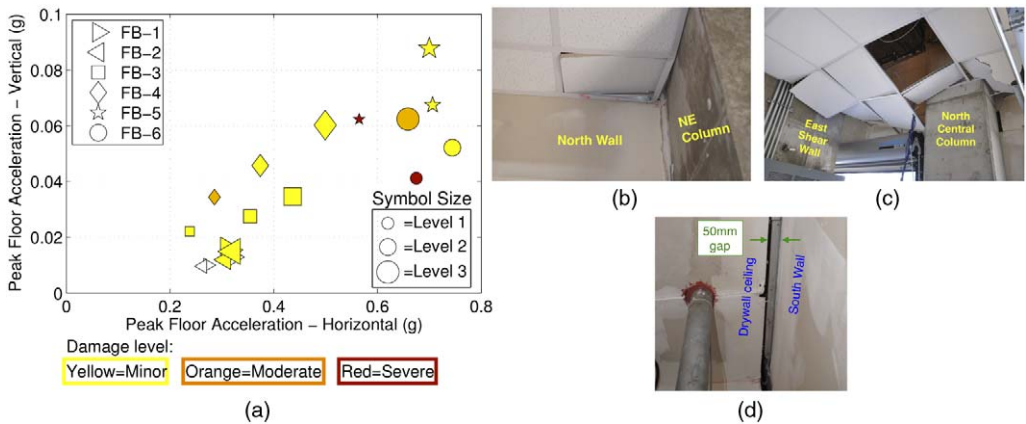 (a)
Peak Floor Acceleration − Vertical (g)
0.1
0.08
0.06
0.04
0.02
0
FB−1
FB−2
FB−3
FB−4
FB−5
FB−6
Symbol Size
=Level 1
=Level 2
=Level 3
0 0.2 0.4 0.6 0.8
Peak Floor Acceleration − Horizontal (g)
Damage level:
Yellow=Minor Orange=Moderate Red=Severe
(a)
North Wall
NE
Column
(b)
East
Shear
Wall
North
Central
Column
(c)
50mm
gap
Drywall ceiling
South Wall
(d)